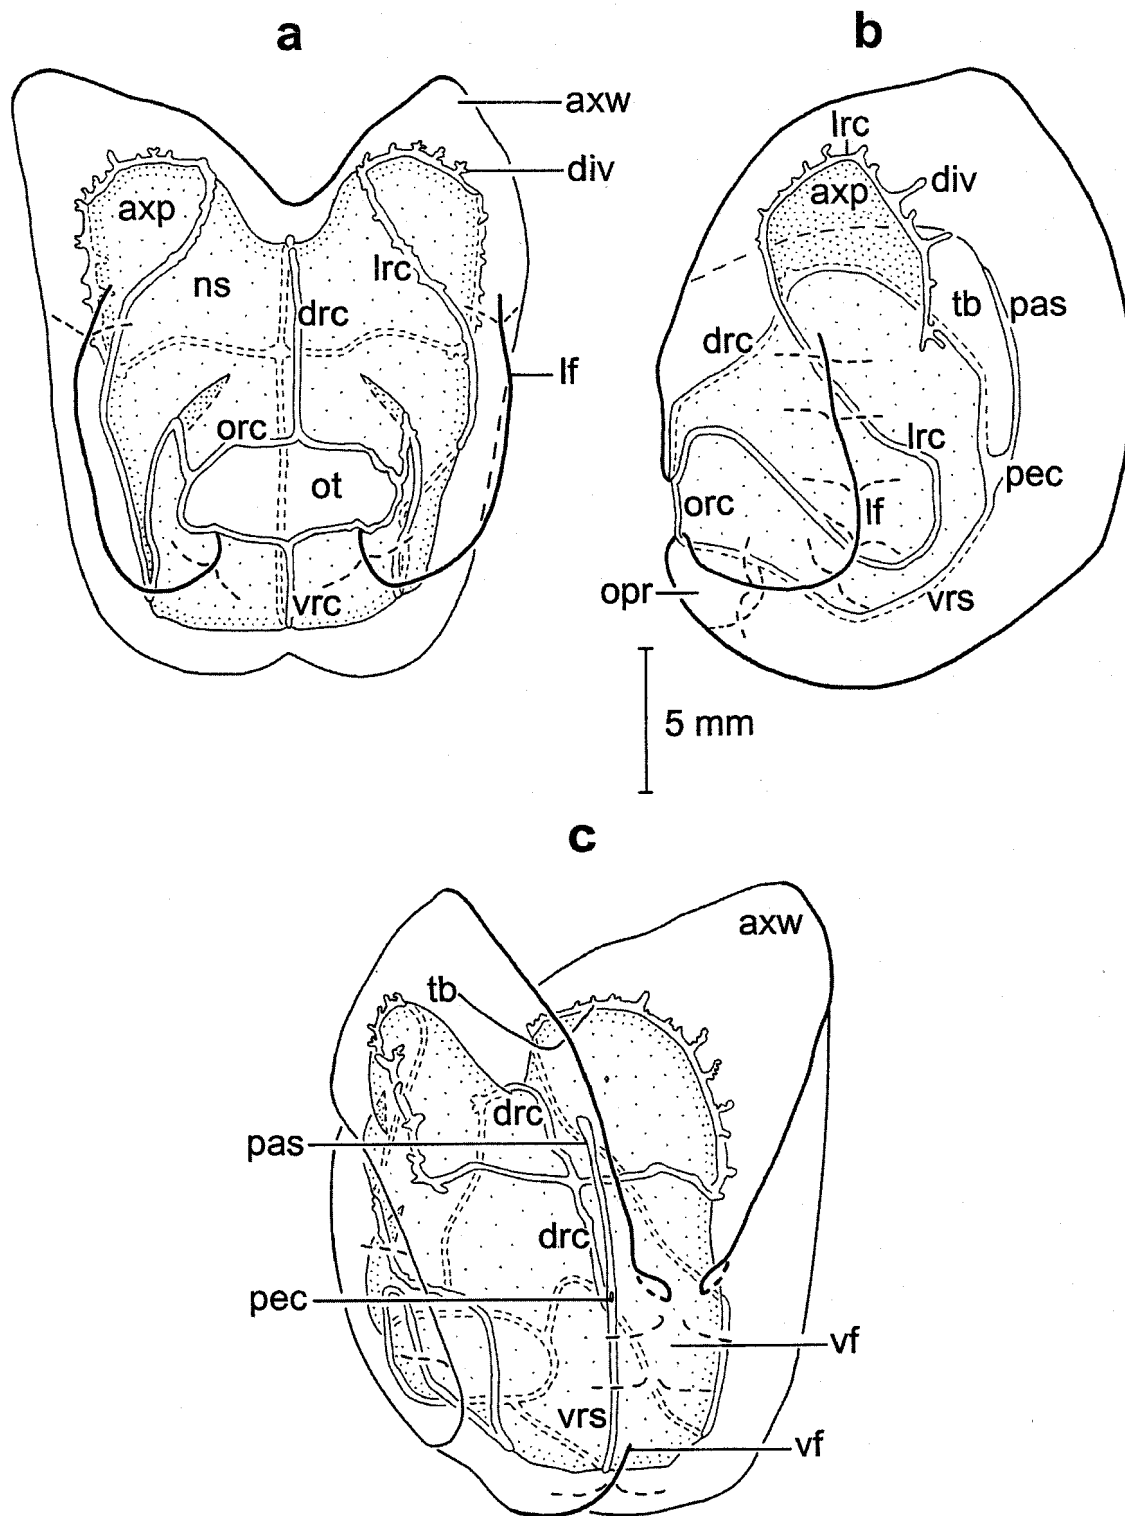 a
b
axw
lrc
div
div
axp
axp
ns
lrc
tb
pas
drc
drc
lf
lrc
orc
pec
ot
orc
lf
opr
vrc
vrs
5 mm
c
axw
tb
drc
pas
drc
pec
vf
vrs
vf